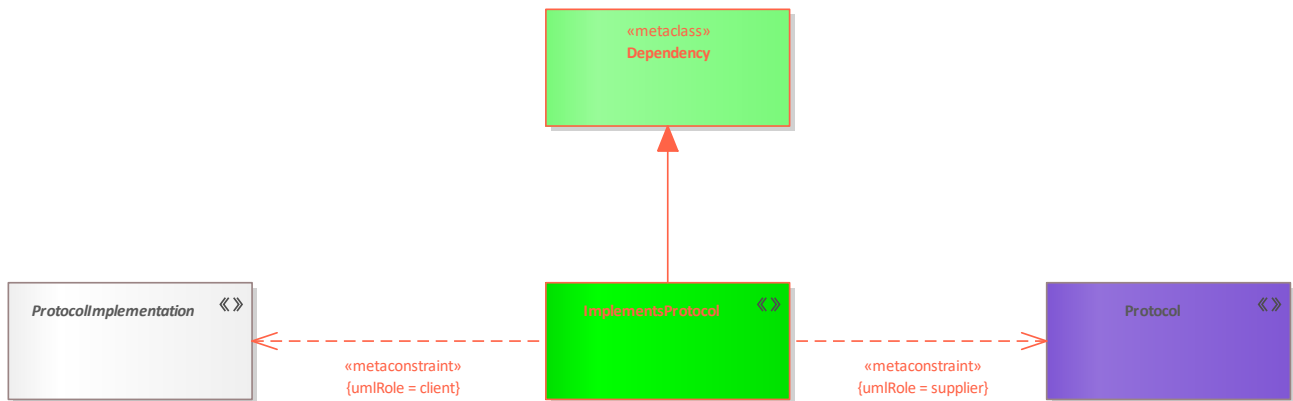 «metaclass»
Dependency
ProtocolImplementation
«»
ImplementsProtocol
«»
Protocol
«»
«metaconstraint»
{umlRole = client}
«metaconstraint»
{umlRole = supplier}